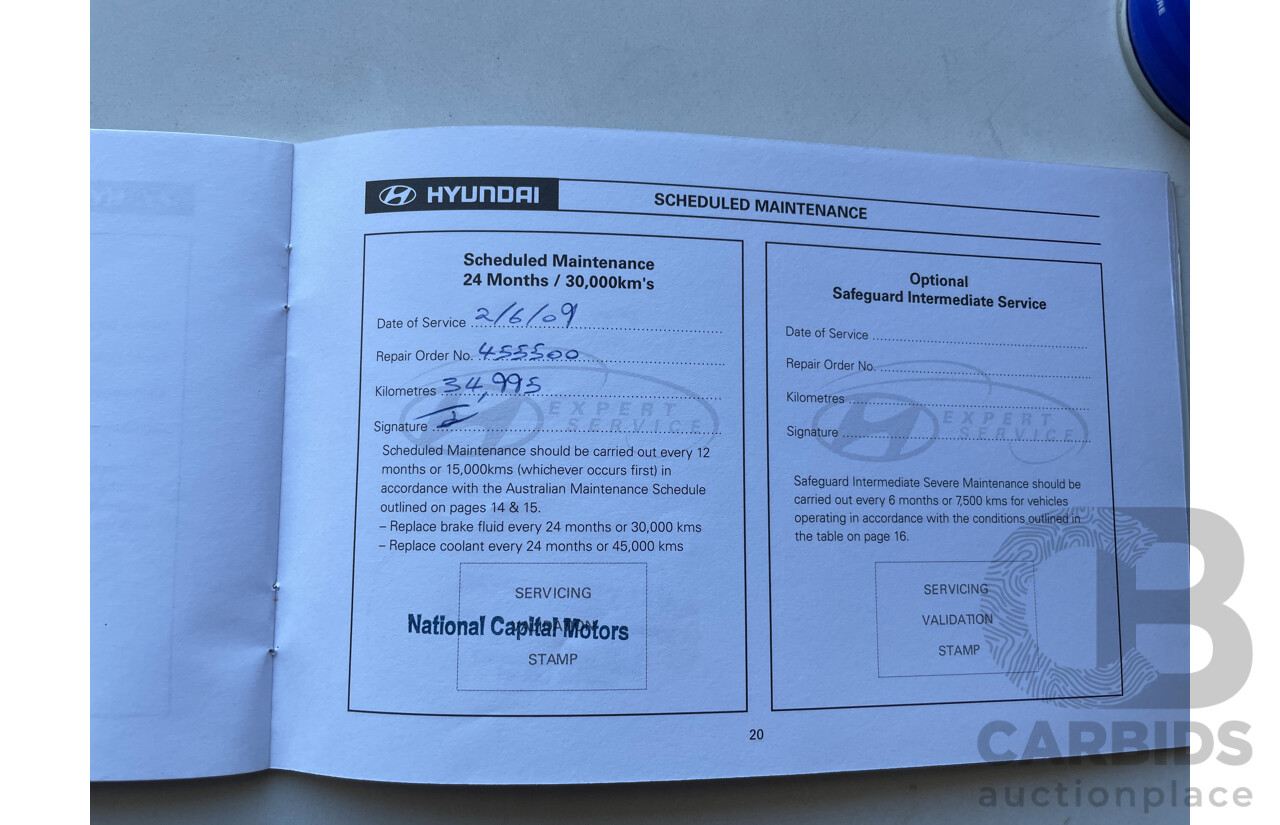 HYUNDAI
SCHEDULED MAINTENANCE
Scheduled Maintenance
24 Months / 30,000km's
Date of Service 2/6/09
Repair Order No. 455500
Kilometres 34,995
Signature
EXPERT
SERVICE
Scheduled Maintenance should be carried out every 12
months or 15,000kms (whichever occurs first) in
accordance with the Australian Maintenance Schedule
outlined on pages 14 & 15.
– Replace brake fluid every 24 months or 30,000 kms
– Replace coolant every 24 months or 45,000 kms
SERVICING
National Capital Motors
VALIDATION
STAMP
Optional
Safeguard Intermediate Service
Date of Service
Repair Order No.
Kilometres
Signature
EXPERT
SERVICE
Safeguard Intermediate Severe Maintenance should be
carried out every 6 months or 7,500 kms for vehicles
operating in accordance with the conditions outlined in
the table on page 16.
SERVICING
VALIDATION
STAMP
20
CB
CARBIDS
auctionplace